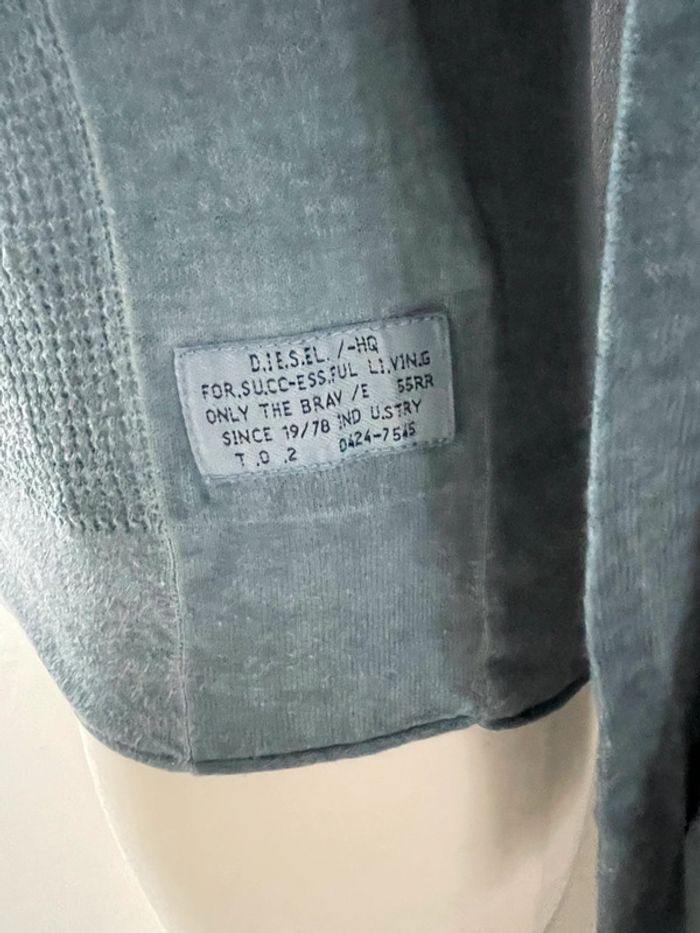 D.I.E.S.EL. /-HQ
FOR.SU.CC-ESS.FUL L.I.VIN.G
ONLY THE BRAV /E 55RR
SINCE 19/78 IND U.STRY
T .O .2 0424-7545